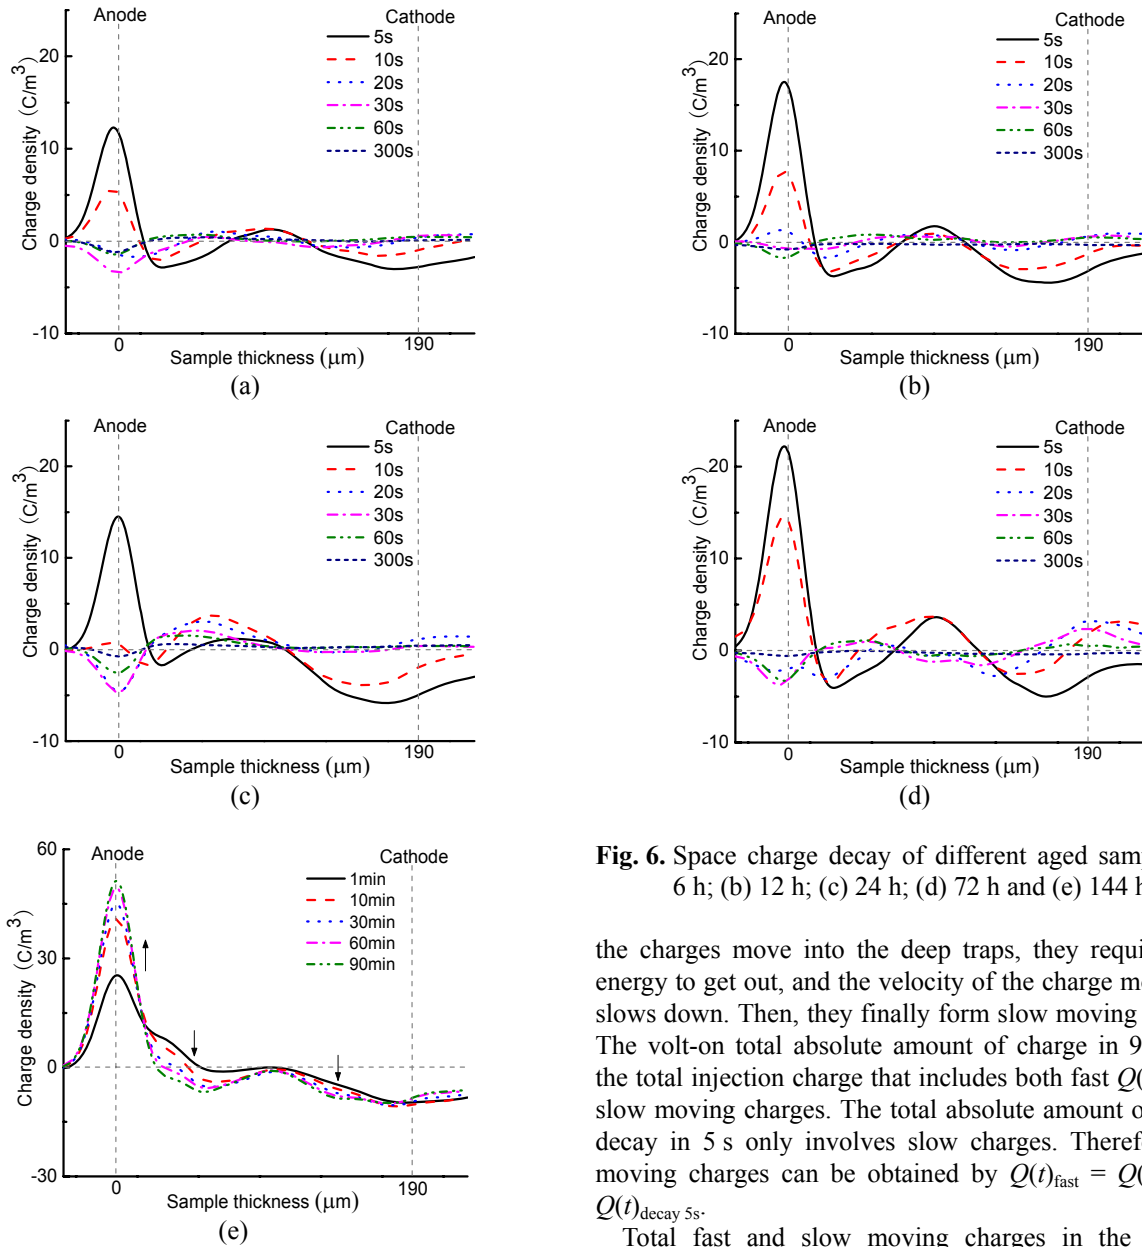 Anode Cathode
20
10
0
-10
Charge density (C/m³)
5s
10s
20s
30s
60s
300s
0 190
Sample thickness (μm)
(a)
Anode Cathode
20
10
0
-10
Charge density (C/m³)
5s
10s
20s
30s
60s
300s
0 190
Sample thickness (μm)
(b)
Anode Cathode
20
10
0
-10
Charge density (C/m³)
5s
10s
20s
30s
60s
300s
0 190
Sample thickness (μm)
(c)
Anode Cathode
20
10
0
-10
Charge density (C/m³)
5s
10s
20s
30s
60s
300s
0 190
Sample thickness (μm)
(d)
Anode Cathode
60
30
0
-30
Charge density (C/m³)
1min
10min
30min
60min
90min
0 190
Sample thickness (μm)
(e)
Fig. 6. Space charge decay of different aged samp
6 h; (b) 12 h; (c) 24 h; (d) 72 h and (e) 144 h
the charges move into the deep traps, they requi
energy to get out, and the velocity of the charge mo
slows down. Then, they finally form slow moving
The volt-on total absolute amount of charge in 9
the total injection charge that includes both fast Q(
slow moving charges. The total absolute amount o
decay in 5 s only involves slow charges. Therefo
moving charges can be obtained by Q(t)fast = Q(
Q(t)decay 5s.
Total fast and slow moving charges in the